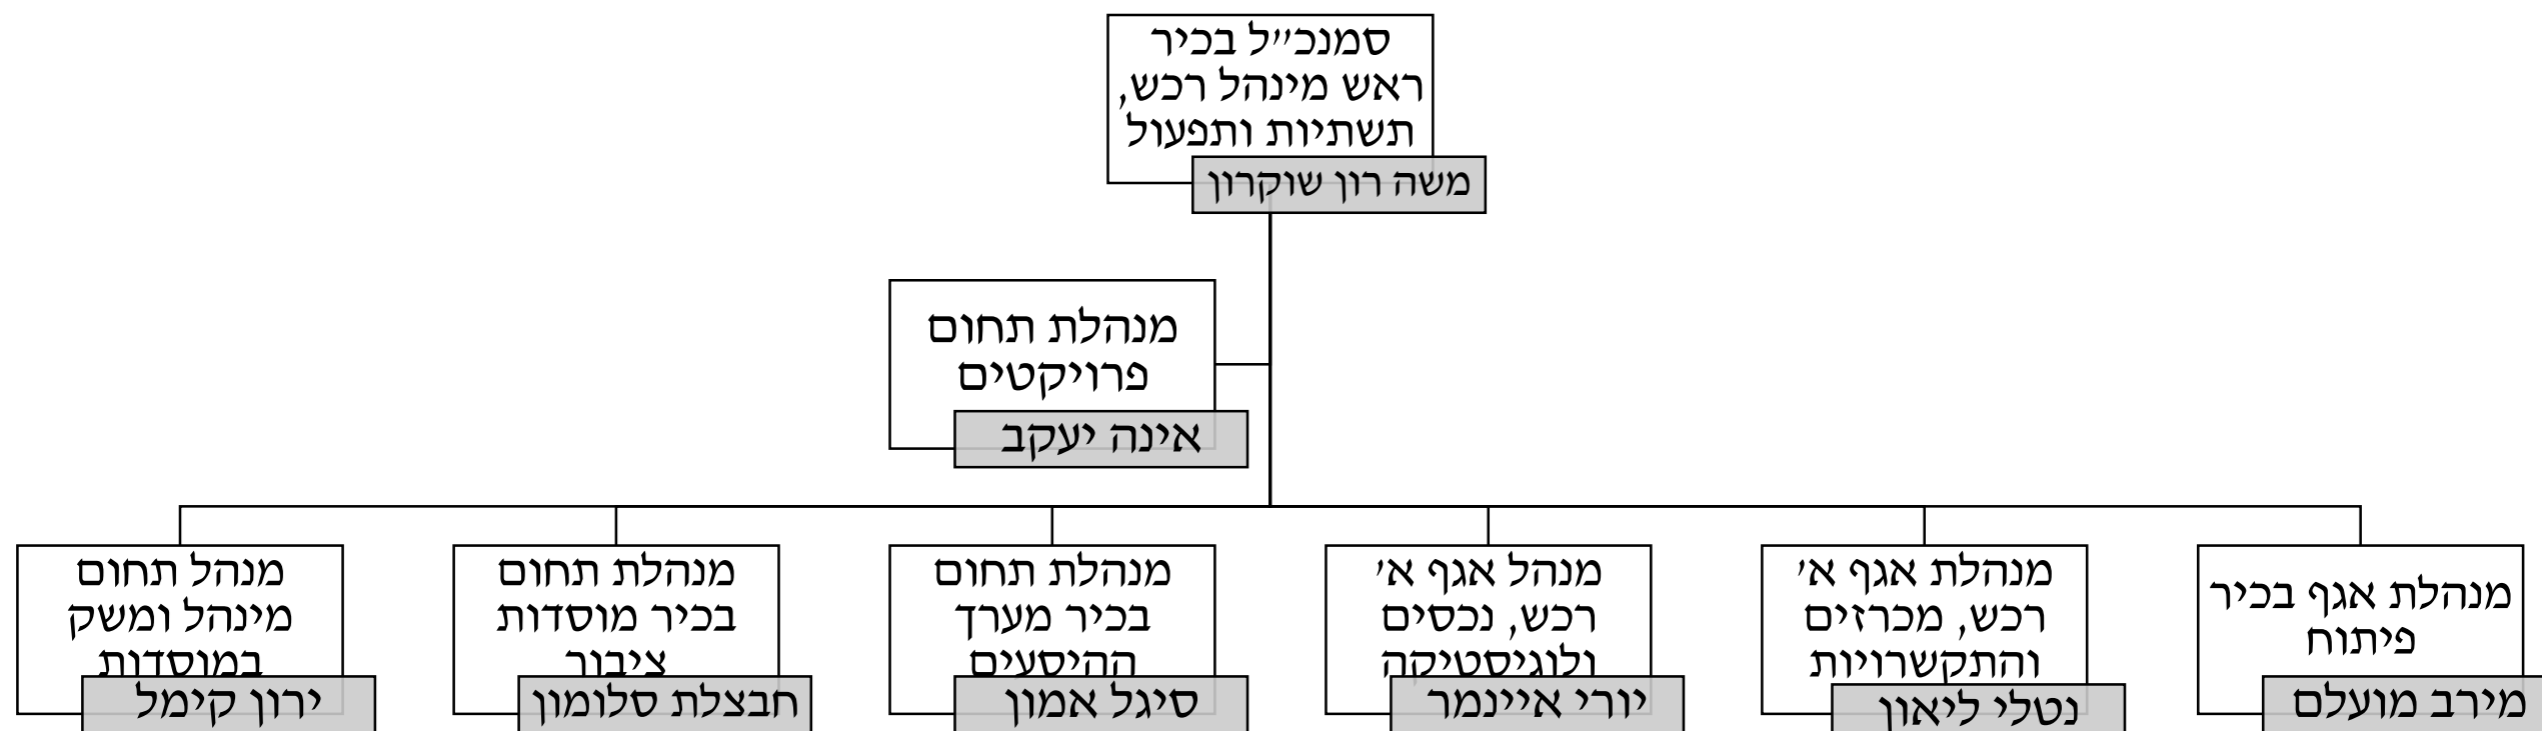 סמנכ״ל בכיר
ראש מינהל רכש,
תשתיות ותפעול
משה רון שוקרון
מנהלת תחום
פרויקטים
אינה יעקב
מנהלת אגף בכיר
פיתוח
מירב מועלם
מנהלת אגף א׳
רכש, מכרזים
והתקשרויות
נטלי ליאון
מנהל אגף א׳
רכש, נכסים
ולוגיסטיקה
יורי איינמר
מנהלת תחום
בכיר מערך
ההיסעים
סיגל אמון
מנהלת תחום
בכיר מוסדות
ציבור
חבצלת סלומון
מנהל תחום
מינהל ומשק
במוסדות
ירון קימל